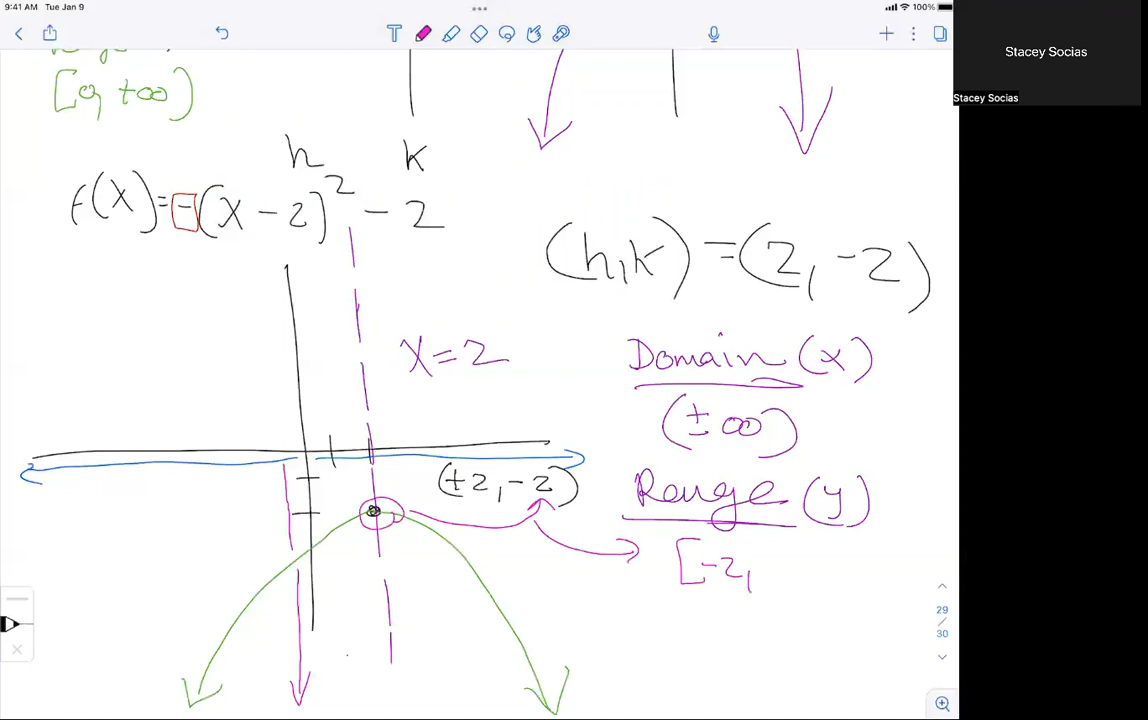 9:41 AM Tue Jan 9
100%
Stacey Socias
Stacey Socias
+∞)
h k
f(x) = -(x - 2)² - 2
(h,k) = (2, -2)
x = 2
Domain (x)
(±∞)
(+2, -2)
Range (y)
[-2,
29
/
30